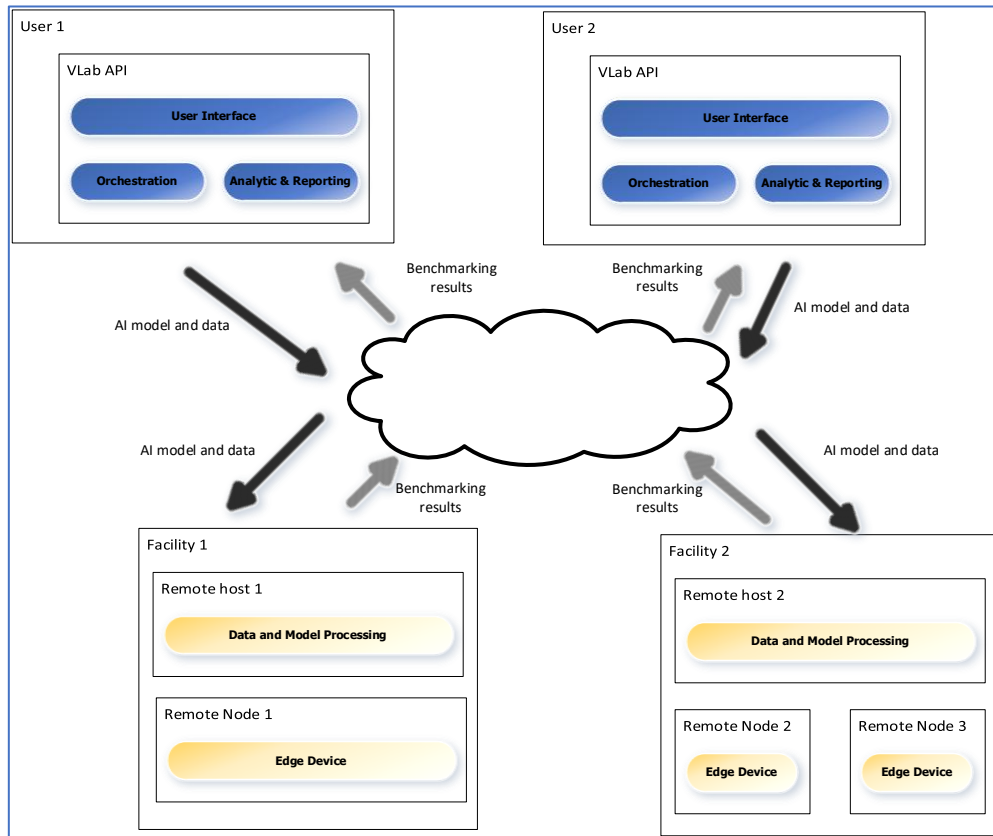 User 1
VLab API
User Interface
Orchestration
Analytic & Reporting
User 2
VLab API
User Interface
Orchestration
Analytic & Reporting
Benchmarking
results
AI model and data
Benchmarking
results
AI model and data
AI model and data
Benchmarking
results
Benchmarking
results
AI model and data
Facility 1
Remote host 1
Data and Model Processing
Remote Node 1
Edge Device
Facility 2
Remote host 2
Data and Model Processing
Remote Node 2
Edge Device
Remote Node 3
Edge Device